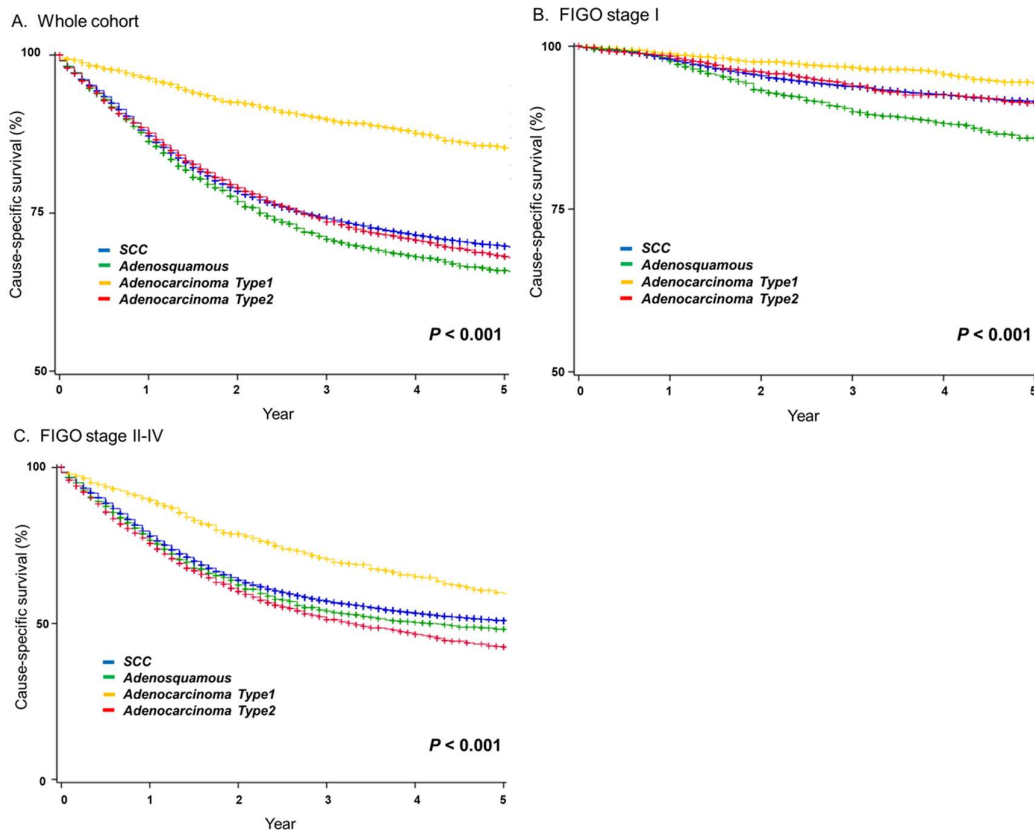 A. Whole cohort
100
75
50
Cause-specific survival (%)
SCC
Adenosquamous
Adenocarcinoma Type1
Adenocarcinoma Type2
P < 0.001
0 1 2 3 4 5
Year
B. FIGO stage I
100
75
50
Cause-specific survival (%)
SCC
Adenosquamous
Adenocarcinoma Type1
Adenocarcinoma Type2
P < 0.001
0 1 2 3 4 5
Year
C. FIGO stage II-IV
100
50
0
Cause-specific survival (%)
SCC
Adenosquamous
Adenocarcinoma Type1
Adenocarcinoma Type2
P < 0.001
0 1 2 3 4 5
Year